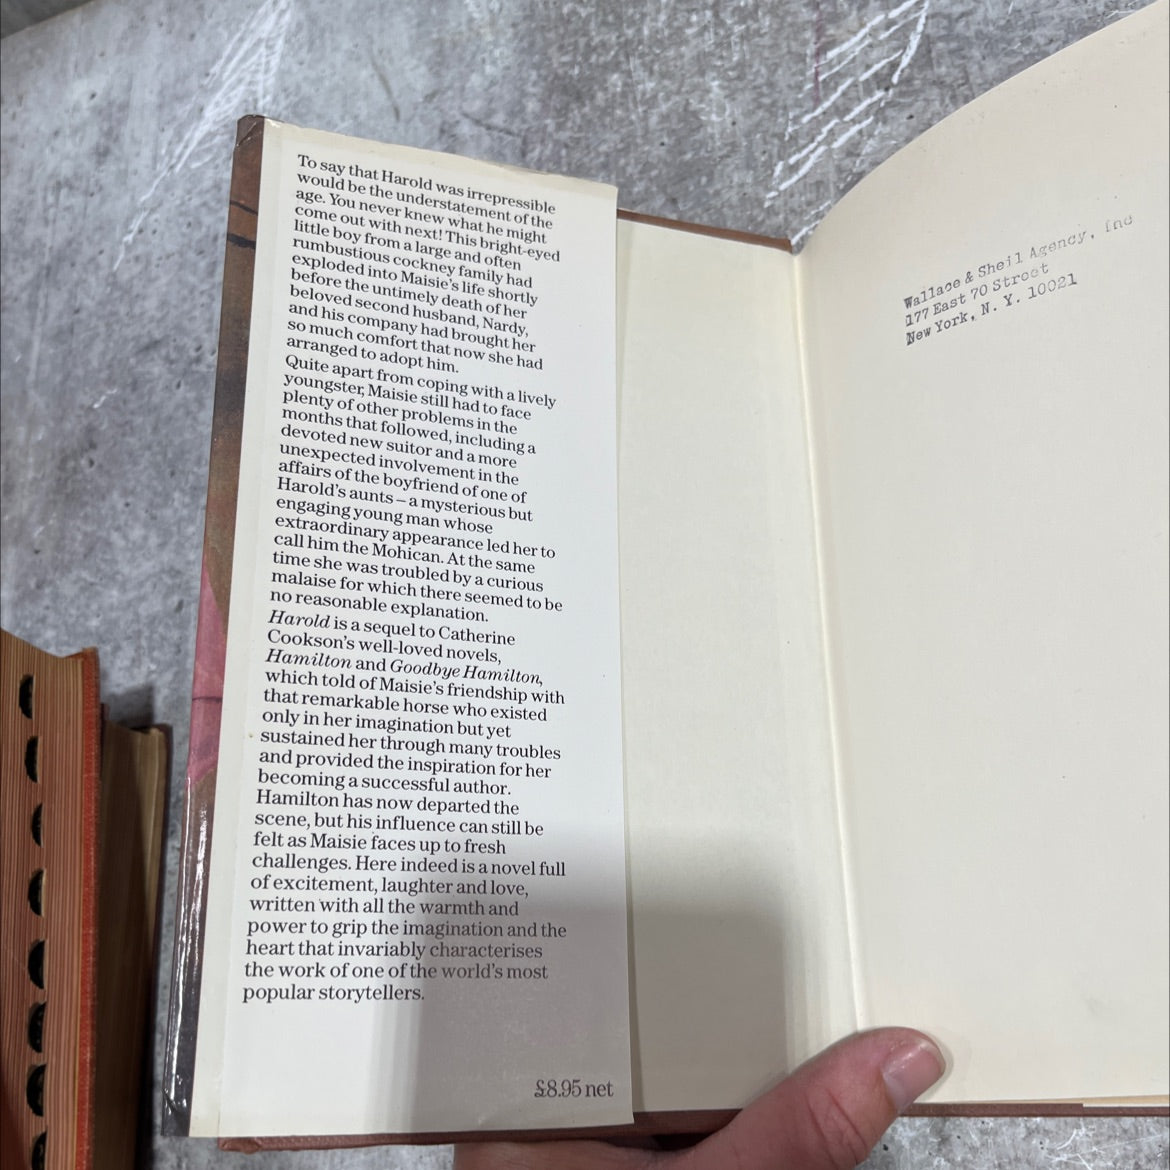 To say that Harold was irrepressible
would be the understatement of the
age. You never knew what he might
come out with next! This bright-eyed
little boy from a large and often
rumbustious cockney family had
exploded into Maisie's life shortly
before the untimely death of her
beloved second husband, Nardy,
and his company had brought her
so much comfort that now she had
arranged to adopt him.
Quite apart from coping with a lively
youngster, Maisie still had to face
plenty of other problems in the
months that followed, including a
devoted new suitor and a more
unexpected involvement in the
affairs of the boyfriend of one of
Harold's aunts – a mysterious but
engaging young man whose
extraordinary appearance led her to
call him the Mohican. At the same
time she was troubled by a curious
malaise for which there seemed to be
no reasonable explanation.
Harold is a sequel to Catherine
Cookson's well-loved novels,
Hamilton and Goodbye Hamilton,
which told of Maisie's friendship with
that remarkable horse who existed
only in her imagination but yet
sustained her through many troubles
and provided the inspiration for her
becoming a successful author.
Hamilton has now departed the
scene, but his influence can still be
felt as Maisie faces up to fresh
challenges. Here indeed is a novel full
of excitement, laughter and love,
written with all the warmth and
power to grip the imagination and the
heart that invariably characterises
the work of one of the world's most
popular storytellers.
£8.95 net
Wallace & Sheil Agency, Ind
177 East 70 Street
New York, N. Y. 10021